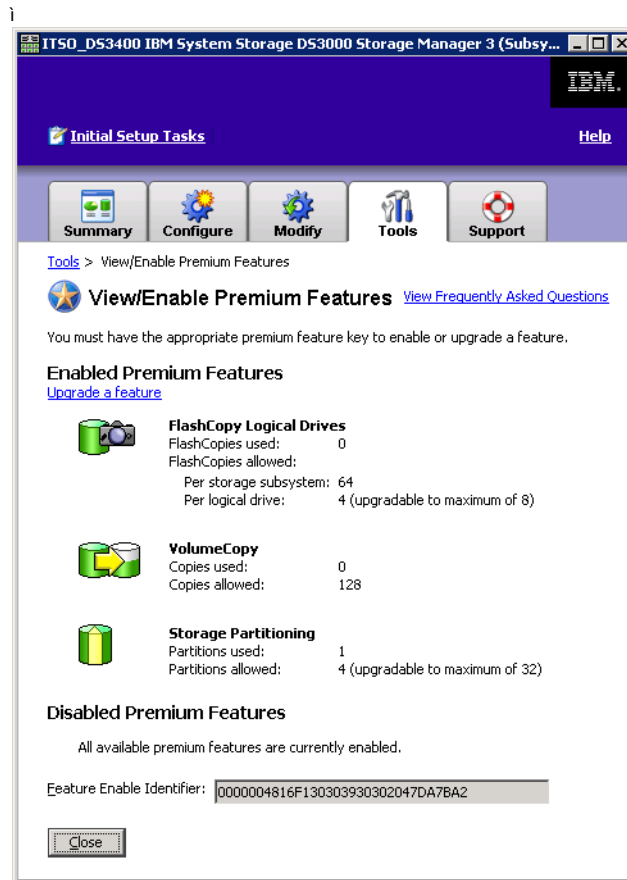 ì
ITSO_DS3400 IBM System Storage DS3000 Storage Manager 3 (Subsy...
IBM.
Initial Setup Tasks
Help
Summary
Configure
Modify
Tools
Support
Tools > View/Enable Premium Features
View/Enable Premium Features View Frequently Asked Questions
You must have the appropriate premium feature key to enable or upgrade a feature.
Enabled Premium Features
Upgrade a feature
FlashCopy Logical Drives
FlashCopies used: 0
FlashCopies allowed:
Per storage subsystem: 64
Per logical drive: 4 (upgradable to maximum of 8)
VolumeCopy
Copies used: 0
Copies allowed: 128
Storage Partitioning
Partitions used: 1
Partitions allowed: 4 (upgradable to maximum of 32)
Disabled Premium Features
All available premium features are currently enabled.
Feature Enable Identifier: 0000004816F130303930302047DA7BA2
Close